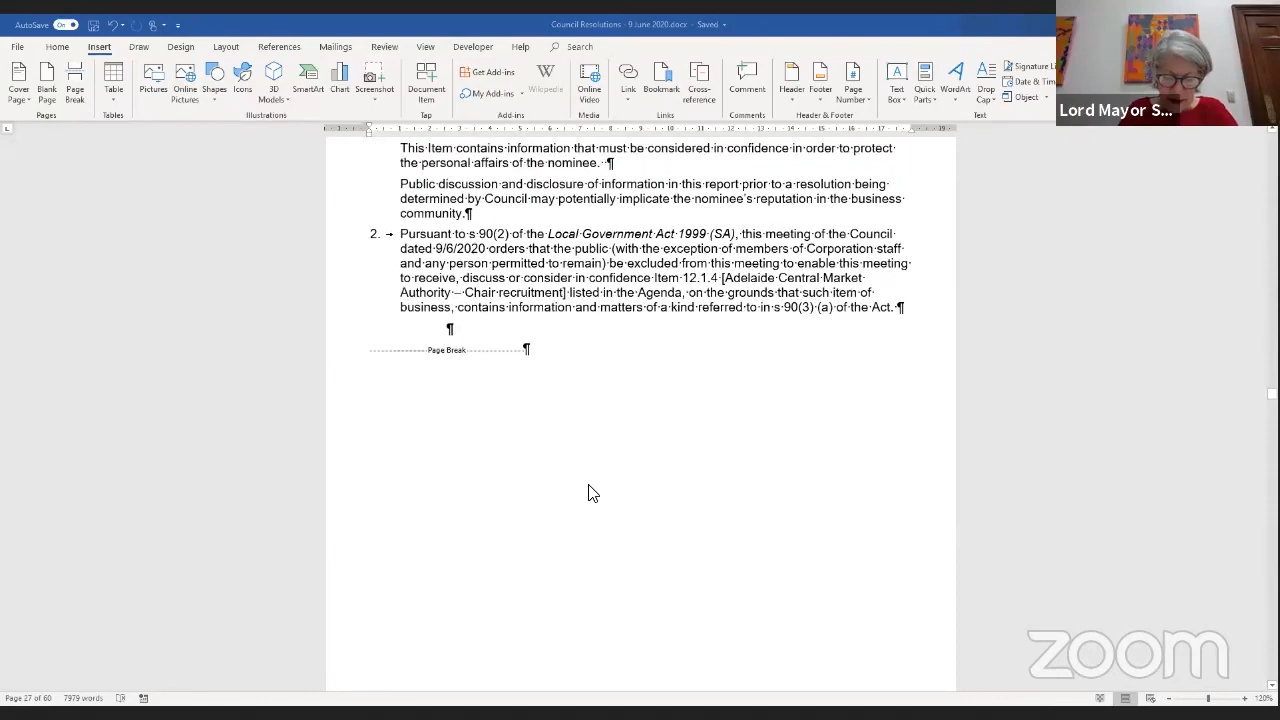 AutoSave On
Council Resolutions - 9 June 2020.docx - Saved
File Home Insert Draw Design Layout References Mailings Review View Developer Help Search
Cover Page
Blank Page
Page Break
Pages
Table
Tables
Pictures
Online Pictures
Shapes
Icons
3D Models
SmartArt
Chart
Screenshot
Illustrations
Document Item
Tap
Get Add-ins
My Add-ins
Wikipedia
Add-ins
Online Video
Media
Link
Bookmark
Cross-reference
Links
Comment
Comments
Header
Footer
Page Number
Header & Footer
Text Box
Quick Parts
WordArt
Drop Cap
Signature Li
Date & Tim
Object
Text
Lord Mayor S...
This Item contains information that must be considered in confidence in order to protect
the personal affairs of the nominee. ¶
Public discussion and disclosure of information in this report prior to a resolution being
determined by Council may potentially implicate the nominee's reputation in the business
community.¶
2. → Pursuant to s 90(2) of the Local Government Act 1999 (SA), this meeting of the Council
dated 9/6/2020 orders that the public (with the exception of members of Corporation staff
and any person permitted to remain) be excluded from this meeting to enable this meeting
to receive, discuss or consider in confidence Item 12.1.4 [Adelaide Central Market
Authority – Chair recruitment] listed in the Agenda, on the grounds that such item of
business, contains information and matters of a kind referred to in s 90(3) (a) of the Act. ¶
¶
Page Break ¶
zoom
Page 27 of 60 7979 words
120%